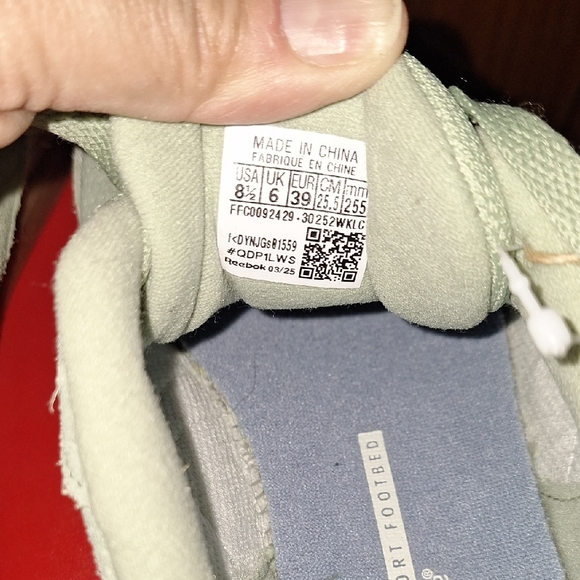 MADE IN CHINA
FABRIQUE EN CHINE
USA UK EUR CM mm
8½ 6 39 25.5 255
FFC0092429-30252WKLC
#QDP1LWS
Reebok 03/25
ORT FOOTBED